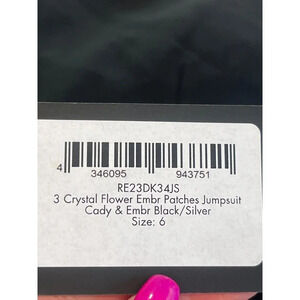 4 346095 943751
RE23DK34JS
3 Crystal Flower Embr Patches Jumpsuit
Cady & Embr Black/Silver
Size: 6